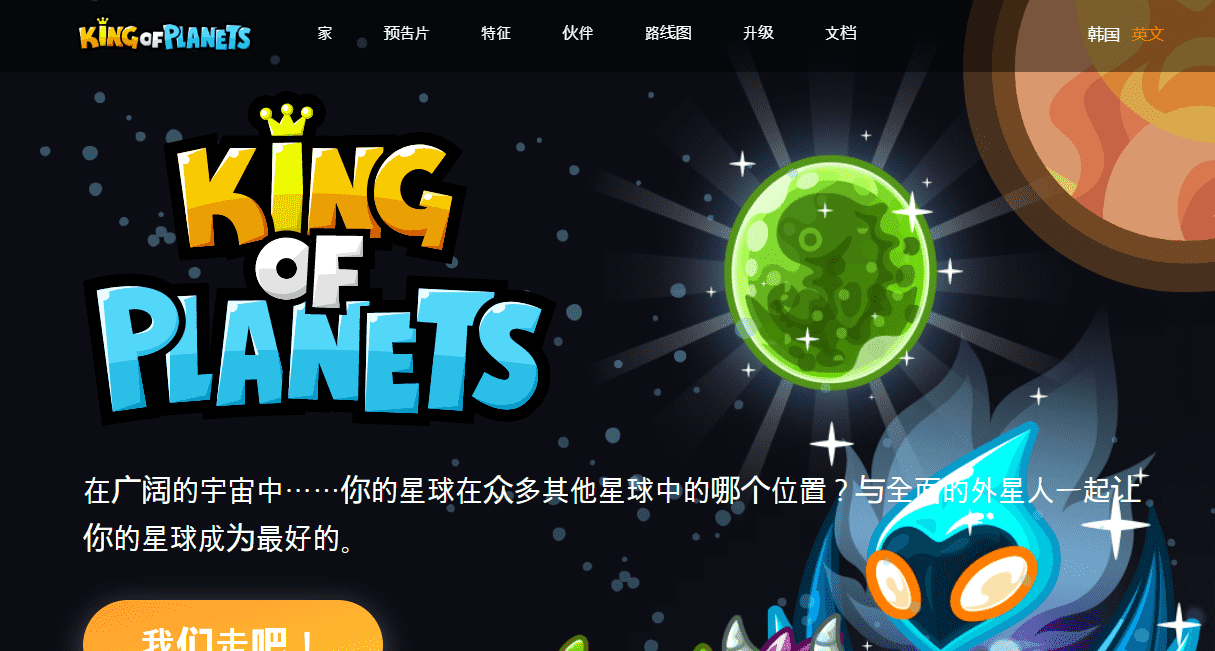 KING OF PLANETS
家 预告片 特征 伙伴 路线图 升级 文档
韩国 英文
KING
OF
PLANETS
在广阔的宇宙中……你的星球在众多其他星球中的哪个位置？与全面的外星人一起让
你的星球成为最好的。
我们走吧！